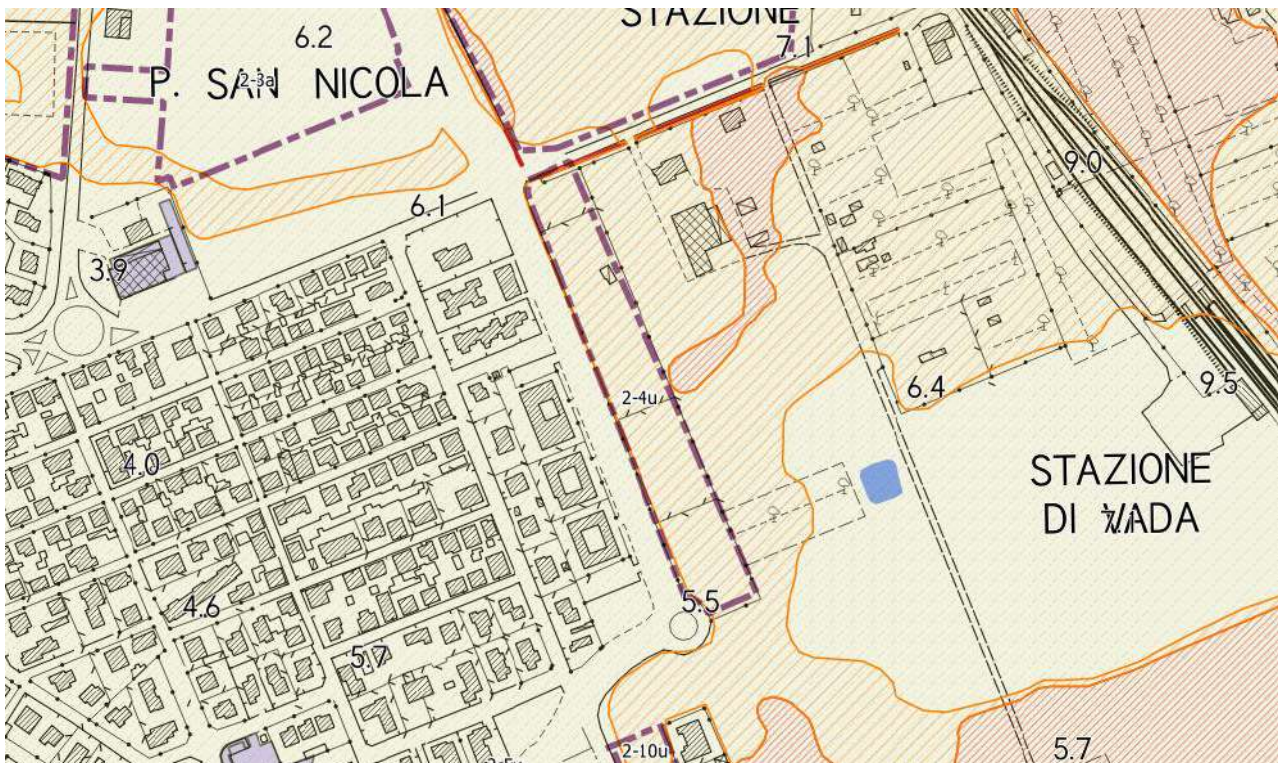 STAZIONE
6.2
7.1
P. SAN NICOLA
2-3a
9.0
6.1
3.9
6.4
9.5
2-4u
4.0
STAZIONE
DI VADA
5.5
4.6
5.7
2-10u
5.7